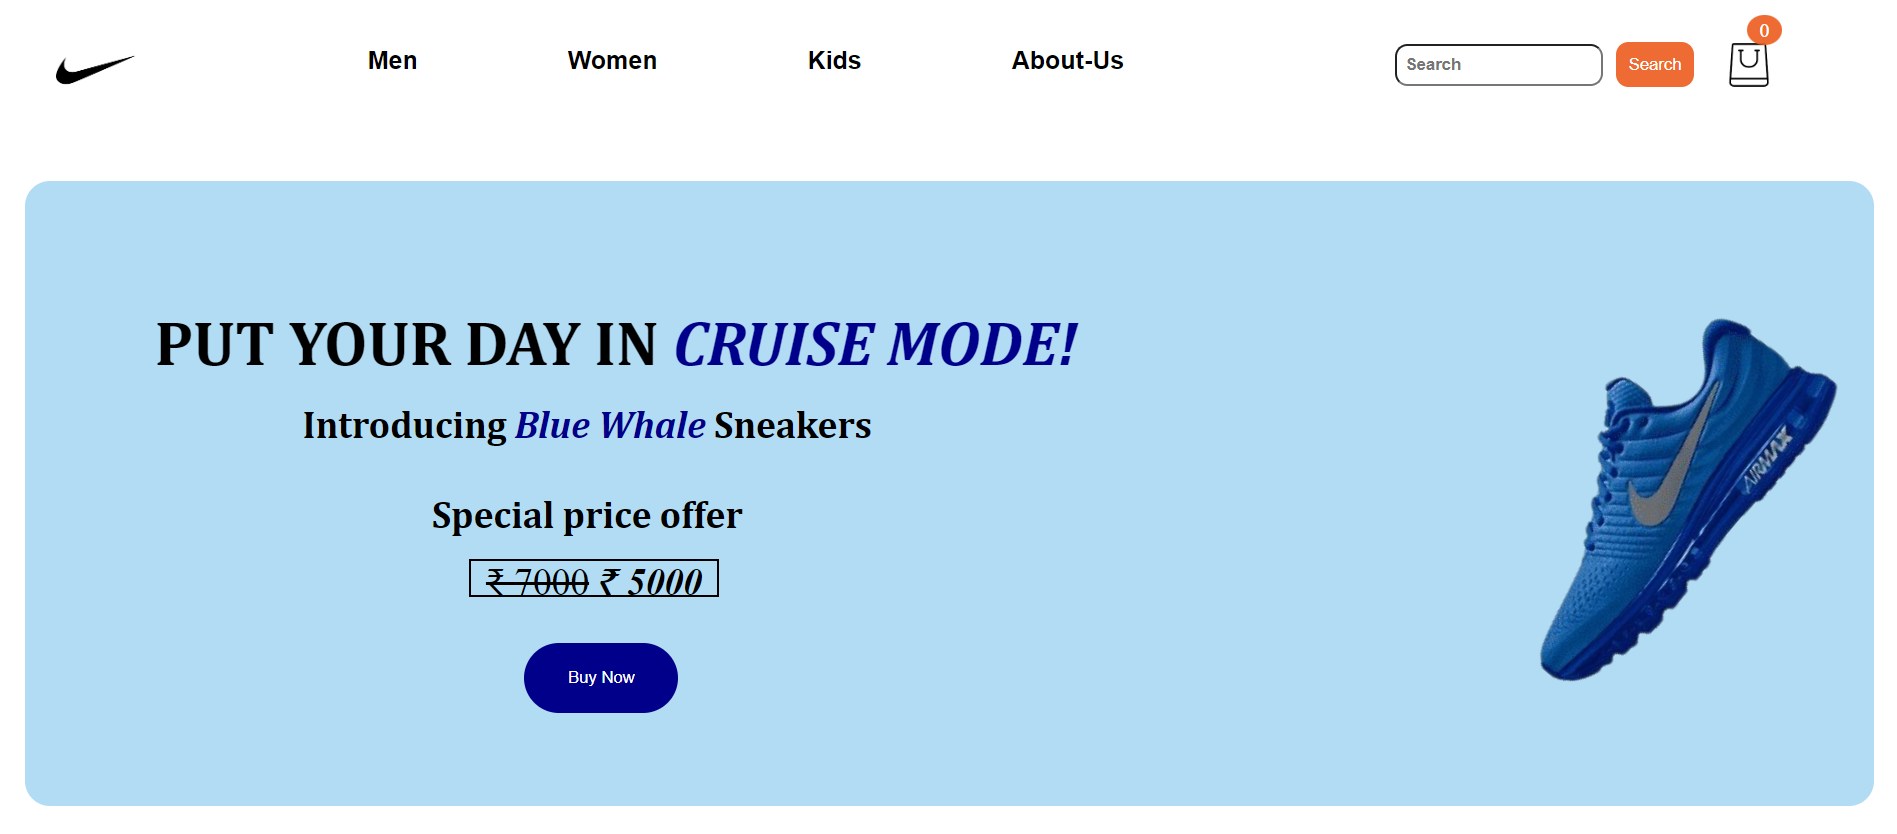 Men Women Kids About-Us Search Search 0
PUT YOUR DAY IN CRUISE MODE!
Introducing Blue Whale Sneakers
Special price offer
₹ 7000 ₹ 5000
Buy Now
AIRMAX